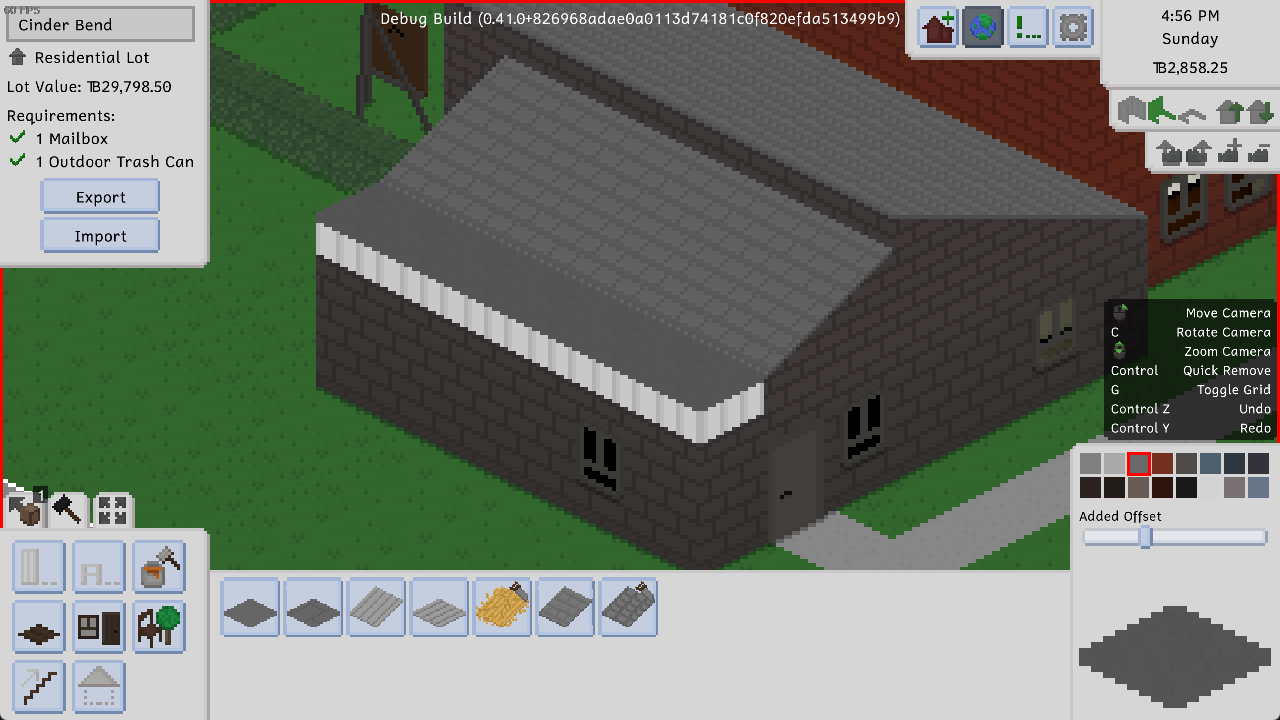 60 FPS
Cinder Bend
Residential Lot
Lot Value: ₸B29,798.50
Requirements:
1 Mailbox
1 Outdoor Trash Can
Export
Import
Debug Build (0.41.0+826968adae0a0113d74181c0f820efda513499b9)
4:56 PM
Sunday
₸B2,858.25
Move Camera
C Rotate Camera
Zoom Camera
Control Quick Remove
G Toggle Grid
Control Z Undo
Control Y Redo
1
Added Offset